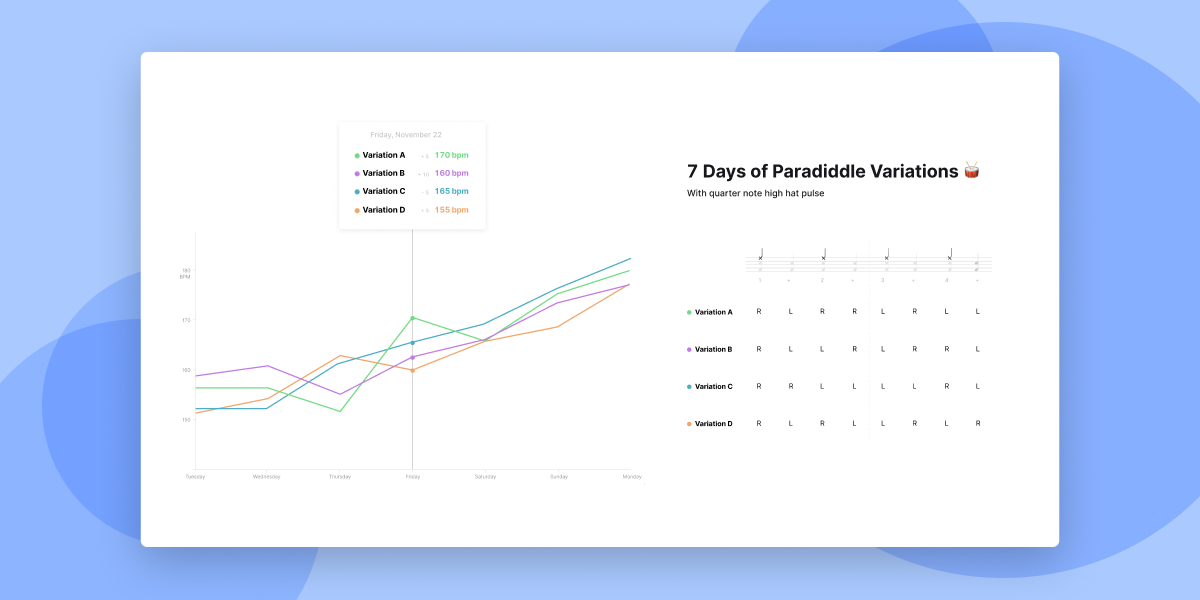 Friday, November 22
Variation A + 5 170 bpm
Variation B + 10 160 bpm
Variation C - 5 165 bpm
Variation D + 5 155 bpm
180
BPM
170
160
150
Tuesday Wednesday Thursday Friday Saturday Sunday Monday
7 Days of Paradiddle Variations 🥁
With quarter note high hat pulse
1 + 2 + 3 + 4 +
Variation A R L R R L R L L
Variation B R L L R L R R L
Variation C R R L L L L R L
Variation D R L R L L R L R